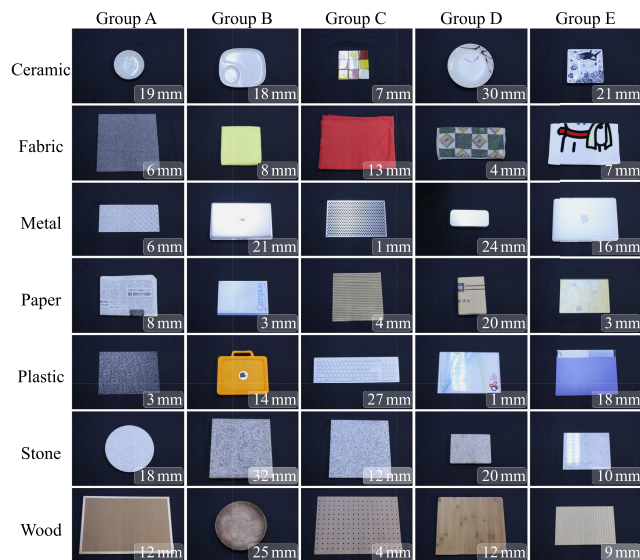 Group A Group B Group C Group D Group E
Ceramic 19 mm 18 mm 7 mm 30 mm 21 mm
Fabric 6 mm 8 mm 13 mm 4 mm 7 mm
Metal 6 mm 21 mm 1 mm 24 mm 16 mm
Paper 8 mm 3 mm 4 mm 20 mm 3 mm
Campus
Plastic 3 mm 14 mm 27 mm 1 mm 18 mm
Stone 18 mm 32 mm 12 mm 20 mm 10 mm
Wood 12 mm 25 mm 4 mm 12 mm 9 mm